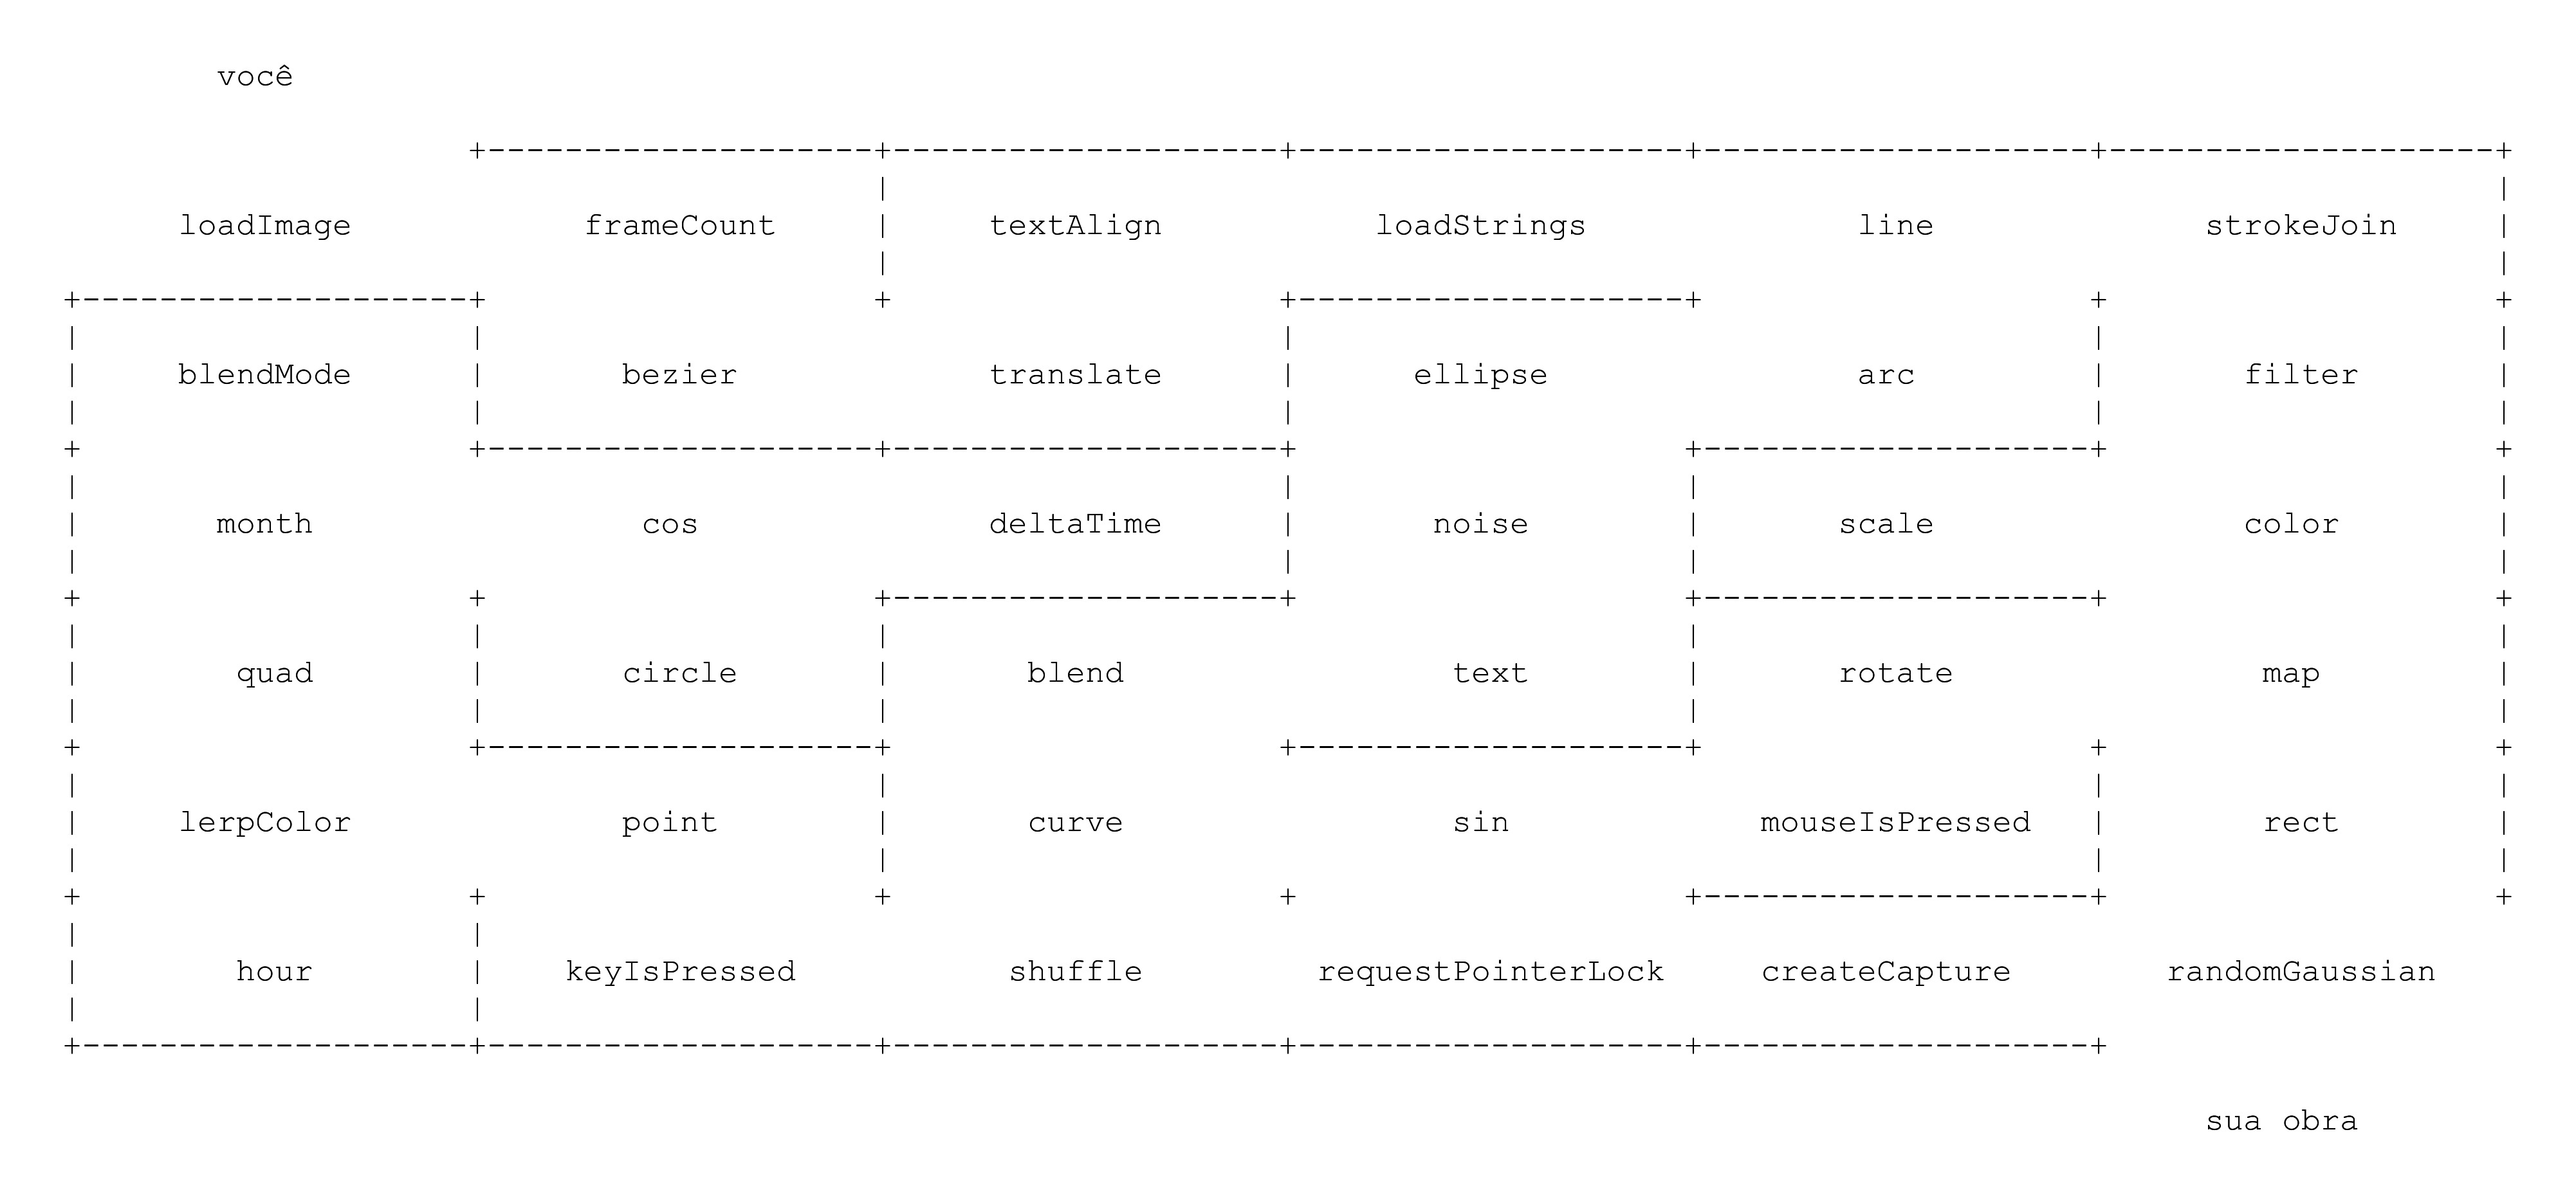 você
loadImage frameCount textAlign loadStrings line strokeJoin
blendMode bezier translate ellipse arc filter
month cos deltaTime noise scale color
quad circle blend text rotate map
lerpColor point curve sin mouseIsPressed rect
hour keyIsPressed shuffle requestPointerLock createCapture randomGaussian
sua obra